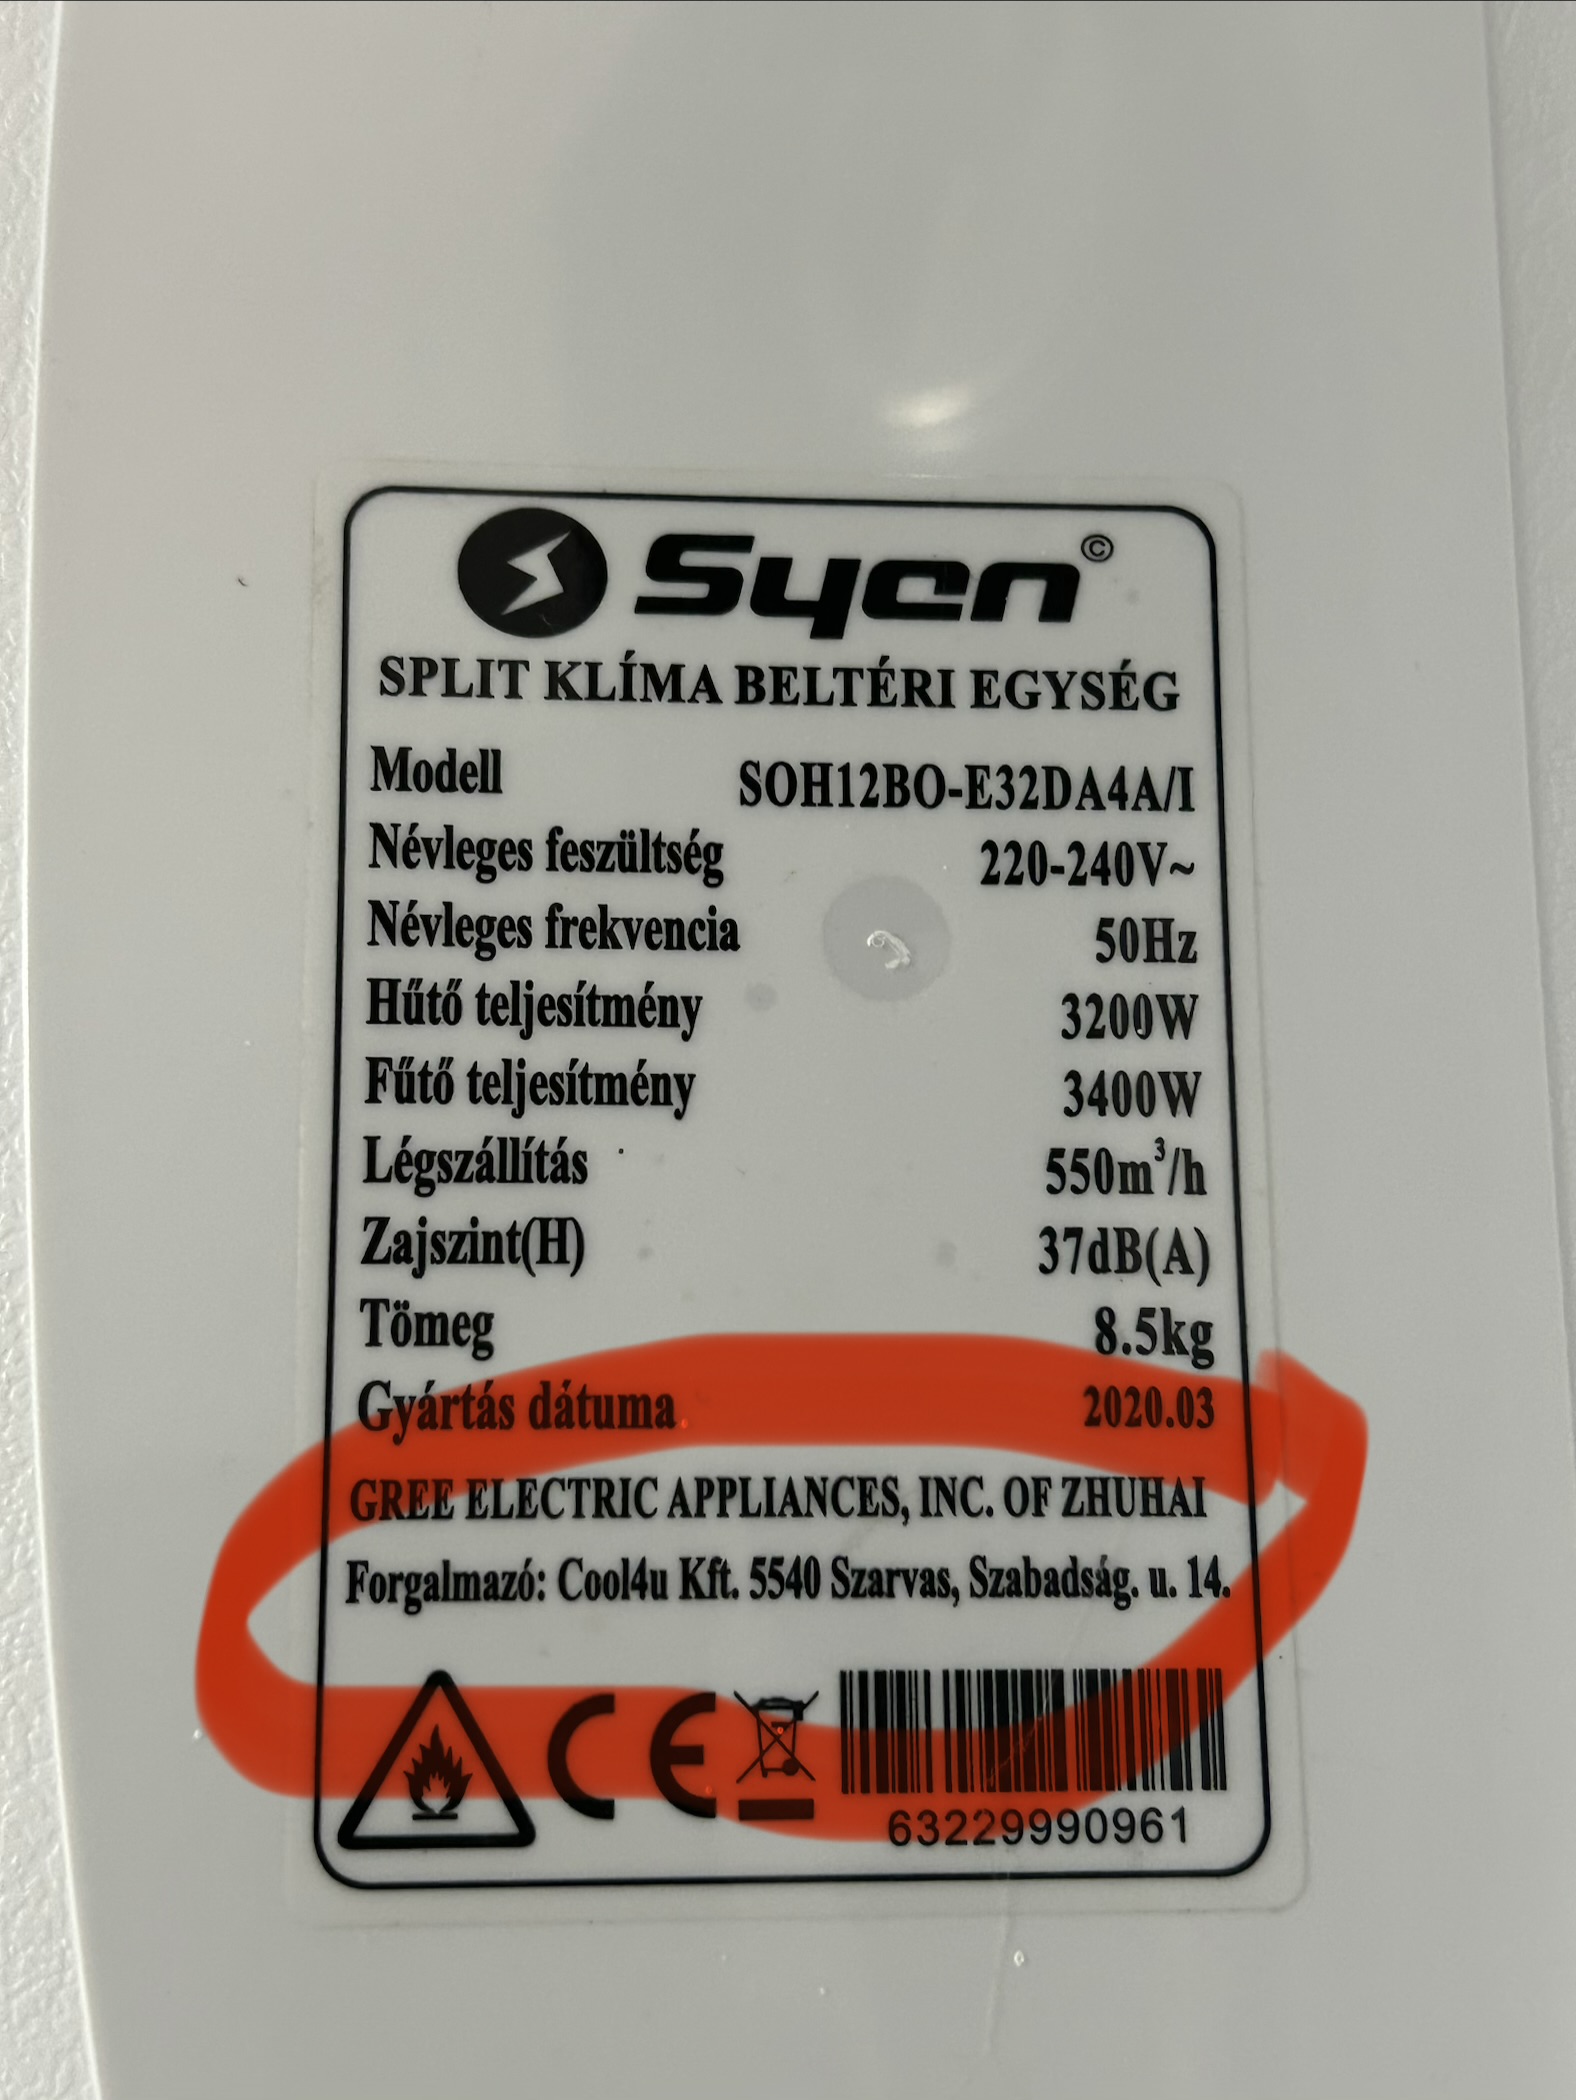 Syen©
SPLIT KLÍMA BELTÉRI EGYSÉG
Modell SOH12BO-E32DA4A/I
Névleges feszültség 220-240V~
Névleges frekvencia 50Hz
Hűtő teljesítmény 3200W
Fűtő teljesítmény 3400W
Légszállítás 550m³/h
Zajszint(H) 37dB(A)
Tömeg 8.5kg
Gyártás dátuma 2020.03
GREE ELECTRIC APPLIANCES, INC. OF ZHUHAI
Forgalmazó: Cool4u Kft. 5540 Szarvas, Szabadság. u. 14.
CE
63229990961